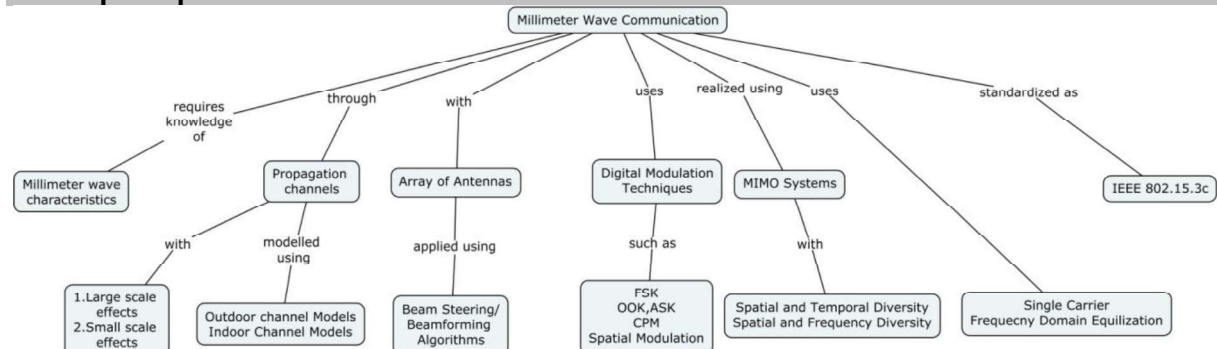 Millimeter Wave Communication
requires
knowledge
of
through
with
uses
realized using
uses
standardized as
Millimeter wave
characteristics
Propagation
channels
Array of Antennas
Digital Modulation
Techniques
MIMO Systems
IEEE 802.15.3c
with
modelled
using
applied using
such as
with
1.Large scale
effects
2.Small scale
effects
Outdoor channel Models
Indoor Channel Models
Beam Steering/
Beamforming
Algorithms
FSK
OOK,ASK
CPM
Spatial Modulation
Spatial and Temporal Diversity
Spatial and Frequency Diversity
Single Carrier
Frequecny Domain Equilization